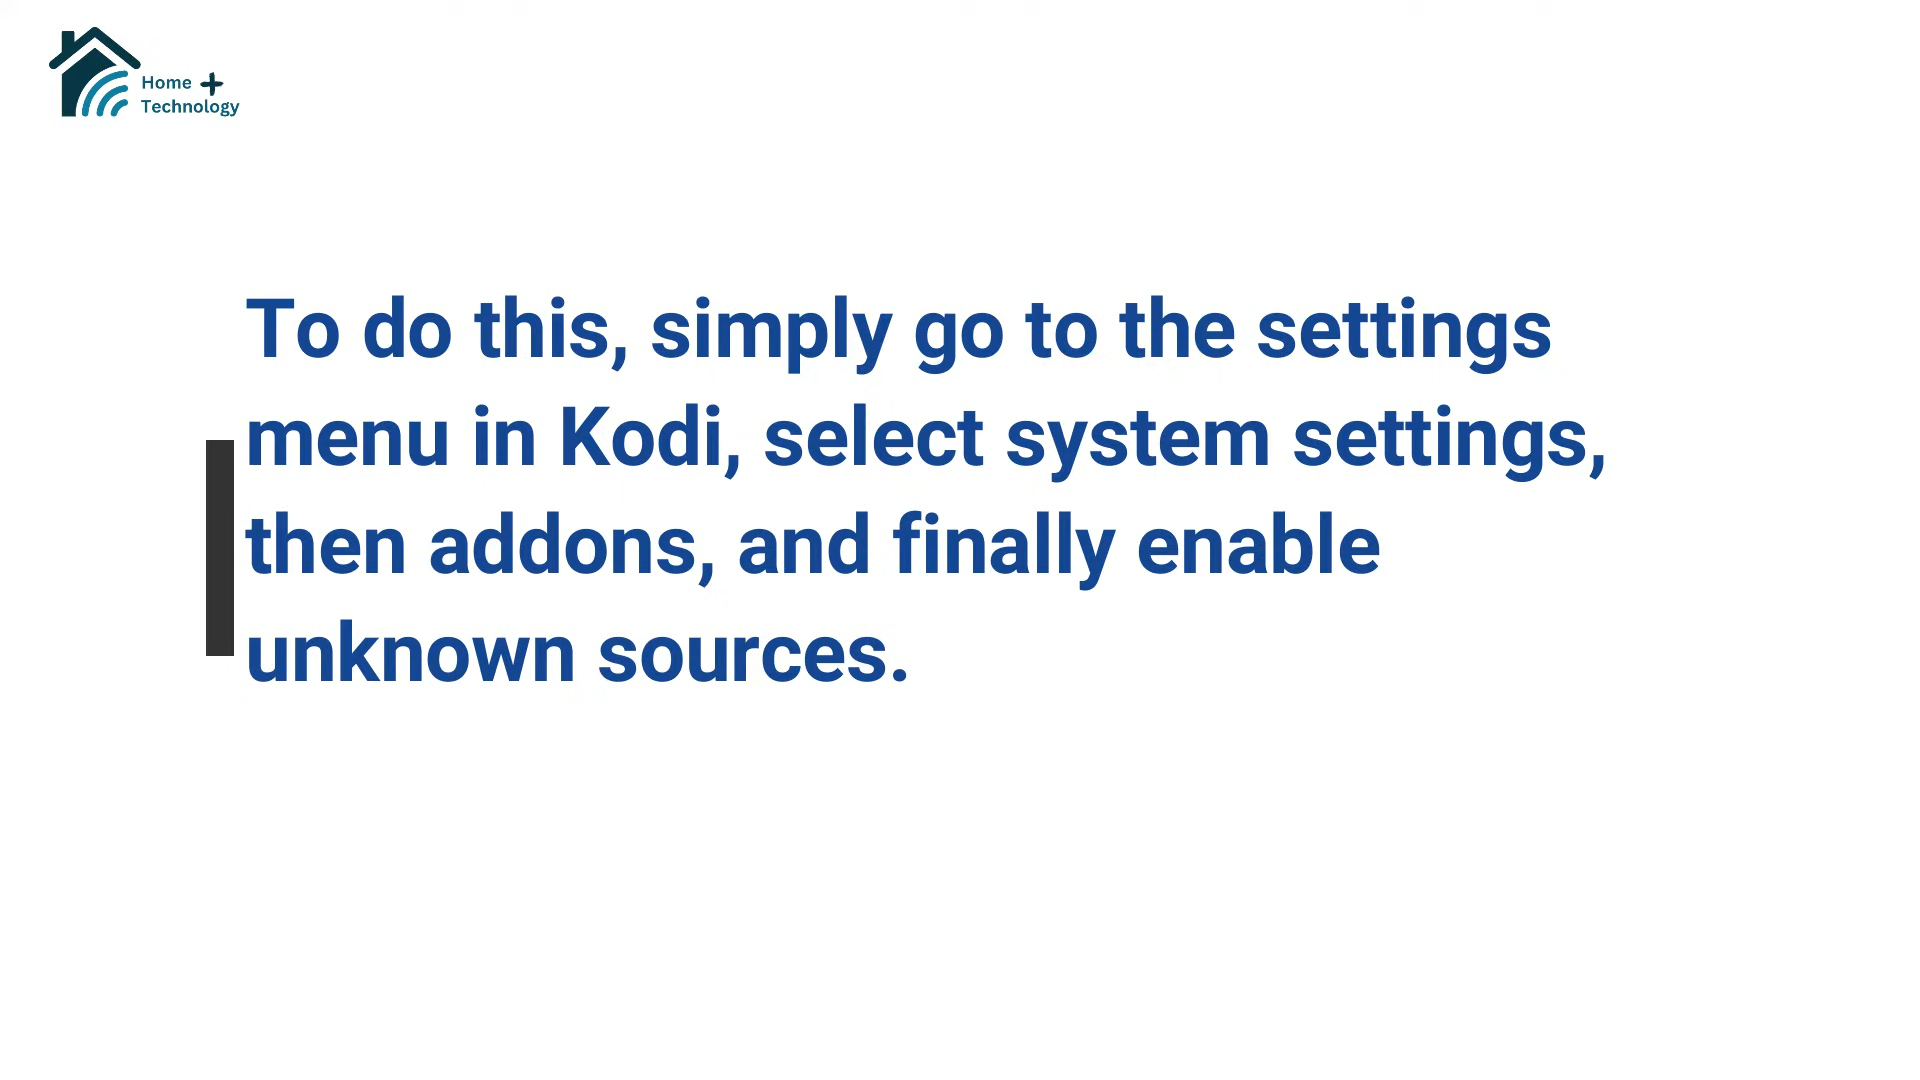 Home +
Technology
To do this, simply go to the settings
menu in Kodi, select system settings,
then addons, and finally enable
unknown sources.